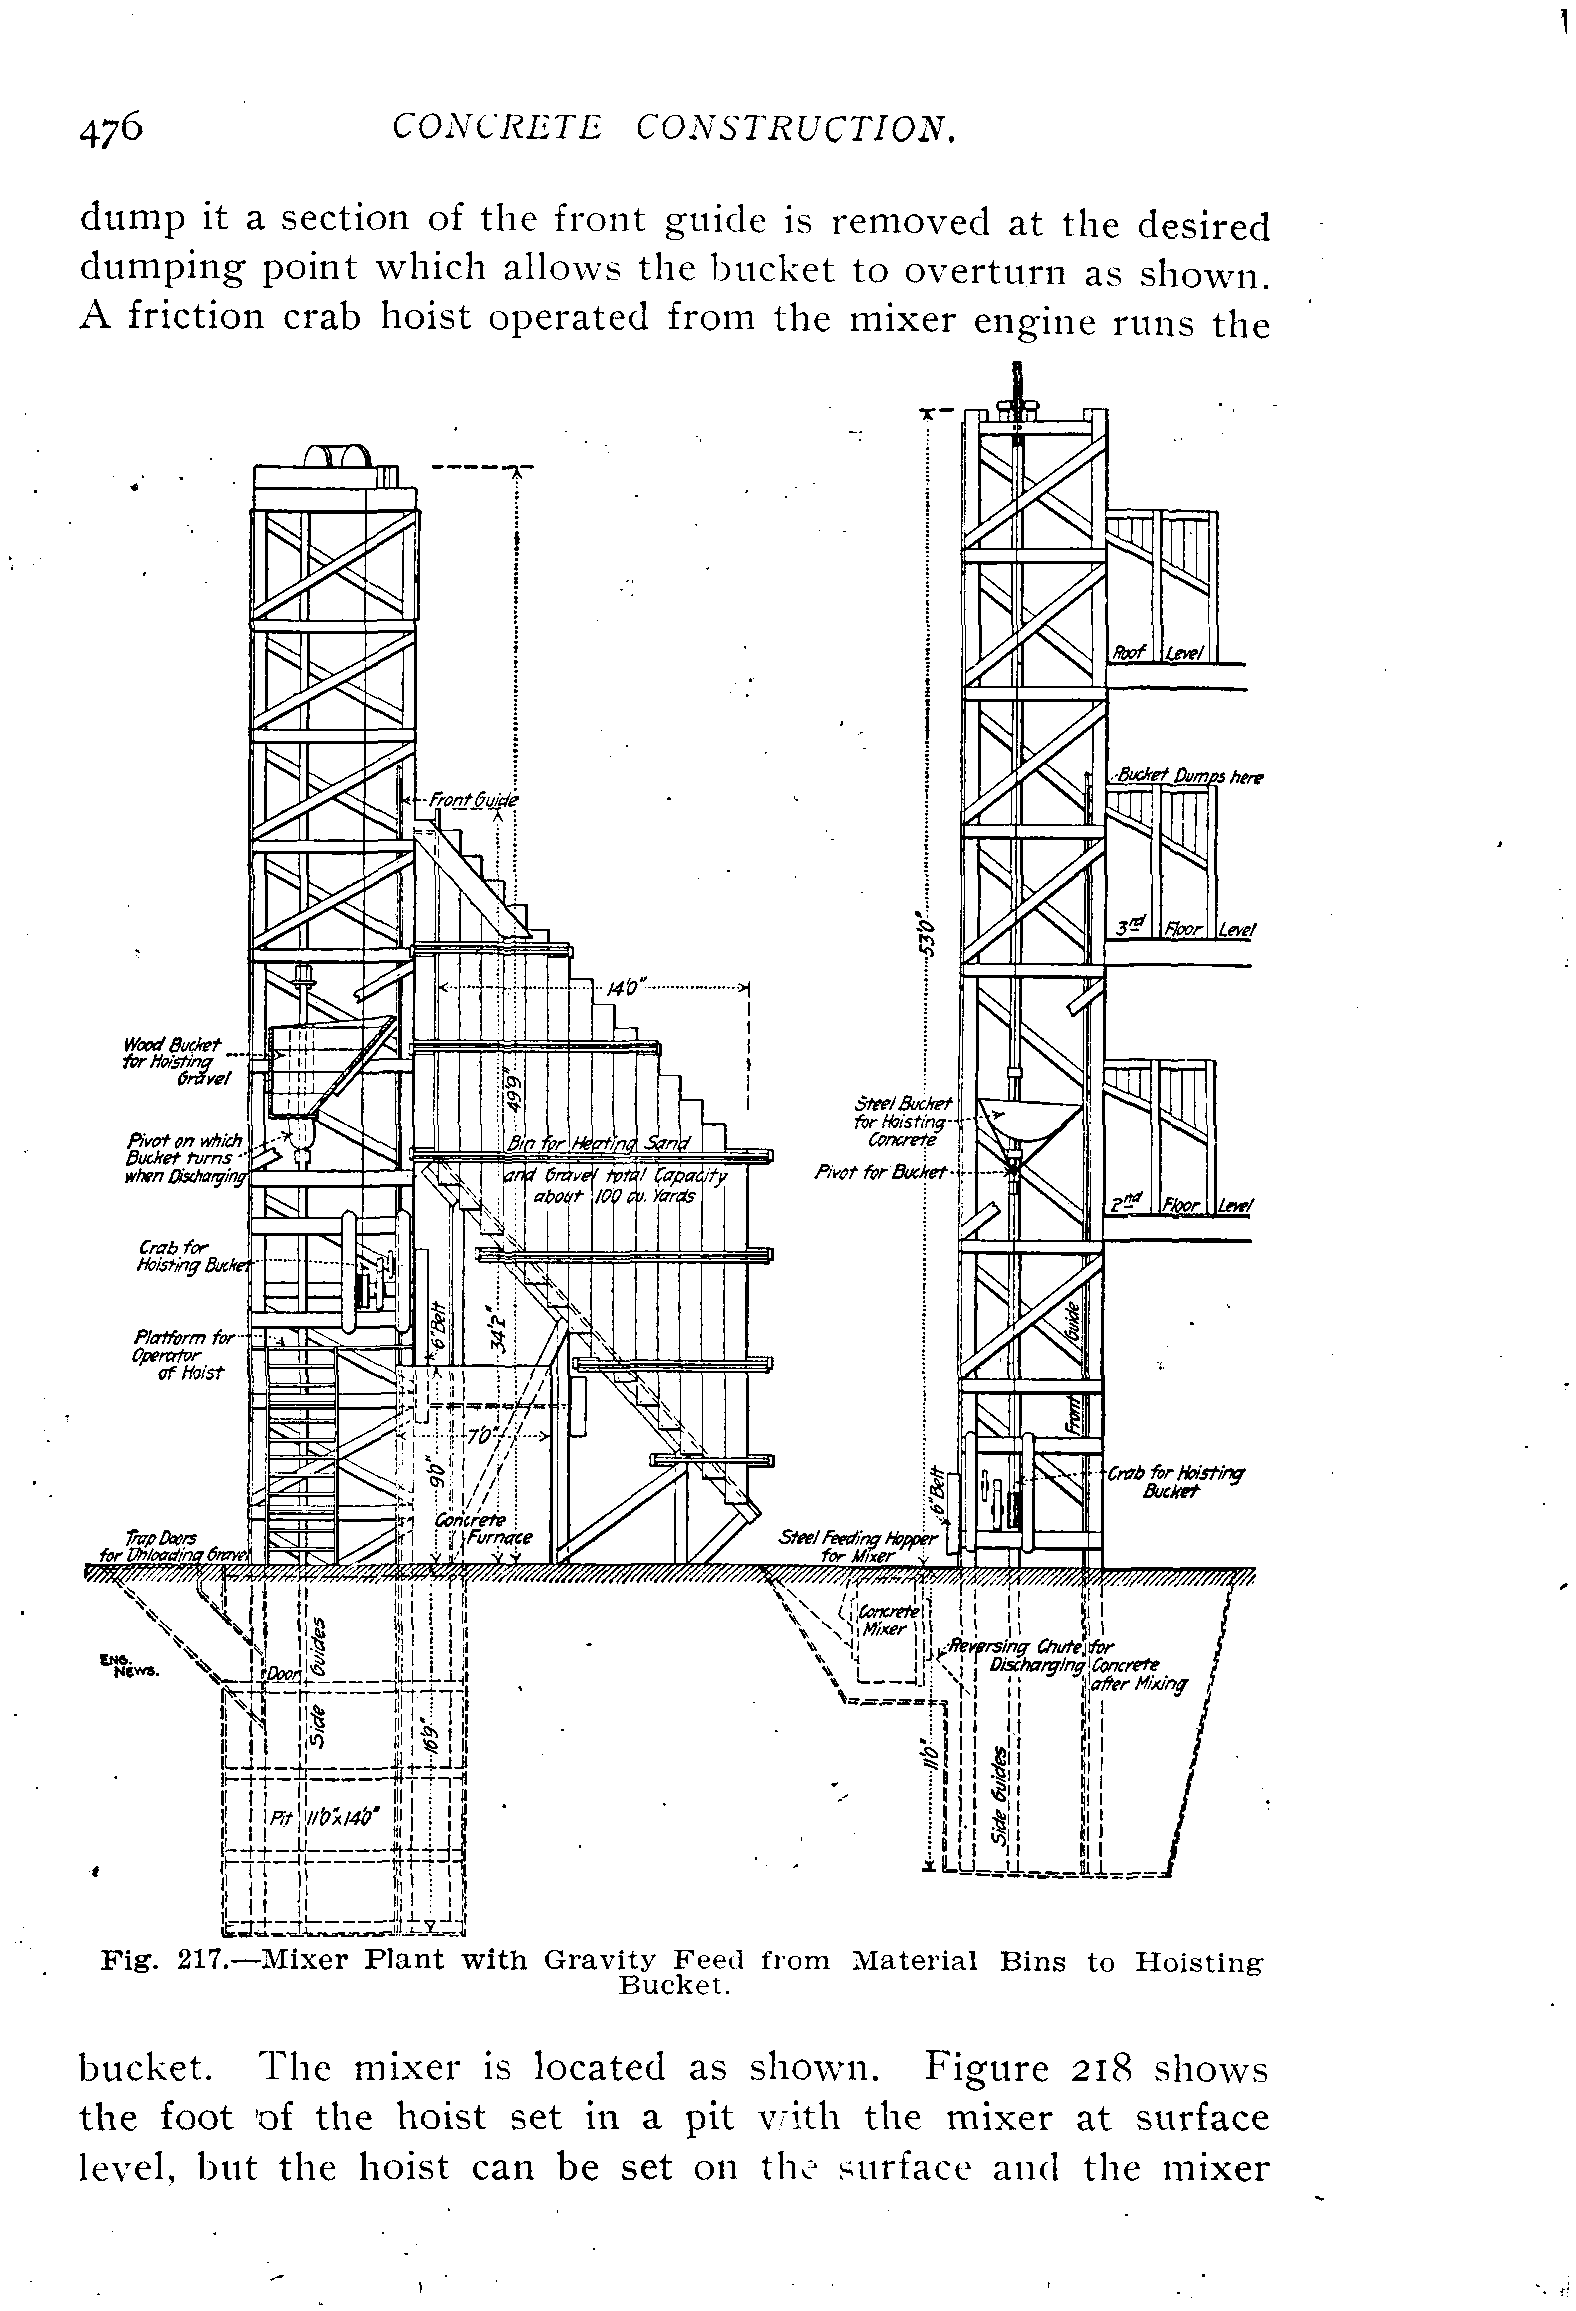 476 CONCRETE CONSTRUCTION.
dump it a section of the front guide is removed at the desired
dumping point which allows the bucket to overturn as shown.
A friction crab hoist operated from the mixer engine runs the
Front Guide
14'0"
49'9"
Wood Bucket
for Hoisting
Gravel
Pivot on which
Bucket turns
when Discharging
Bin for Heating Sand
and Gravel total Capacity
about 100 cu. Yards
Crab for
Hoisting Bucket
Platform for
Operator
of Hoist
6" Belt
34'2"
7'0"
9'0"
Concrete
Furnace
Trap Doors
for Unloading Gravel
ENG.
NEWS.
Door
Side Guides
16'9"
Pit 11'0"x14'0"
53'0"
Roof Level
Bucket Dumps here
3rd Floor Level
Steel Bucket
for Hoisting
Concrete
Pivot for Bucket
2nd Floor Level
Front Guide
6" Belt
Crab for Hoisting
Bucket
Steel Feeding Hopper
for Mixer
Concrete
Mixer
Reversing Chute for
Discharging Concrete
after Mixing
11'0"
Side Guides
Fig. 217.—Mixer Plant with Gravity Feed from Material Bins to Hoisting
Bucket.
bucket. The mixer is located as shown. Figure 218 shows
the foot of the hoist set in a pit with the mixer at surface
level, but the hoist can be set on the surface and the mixer